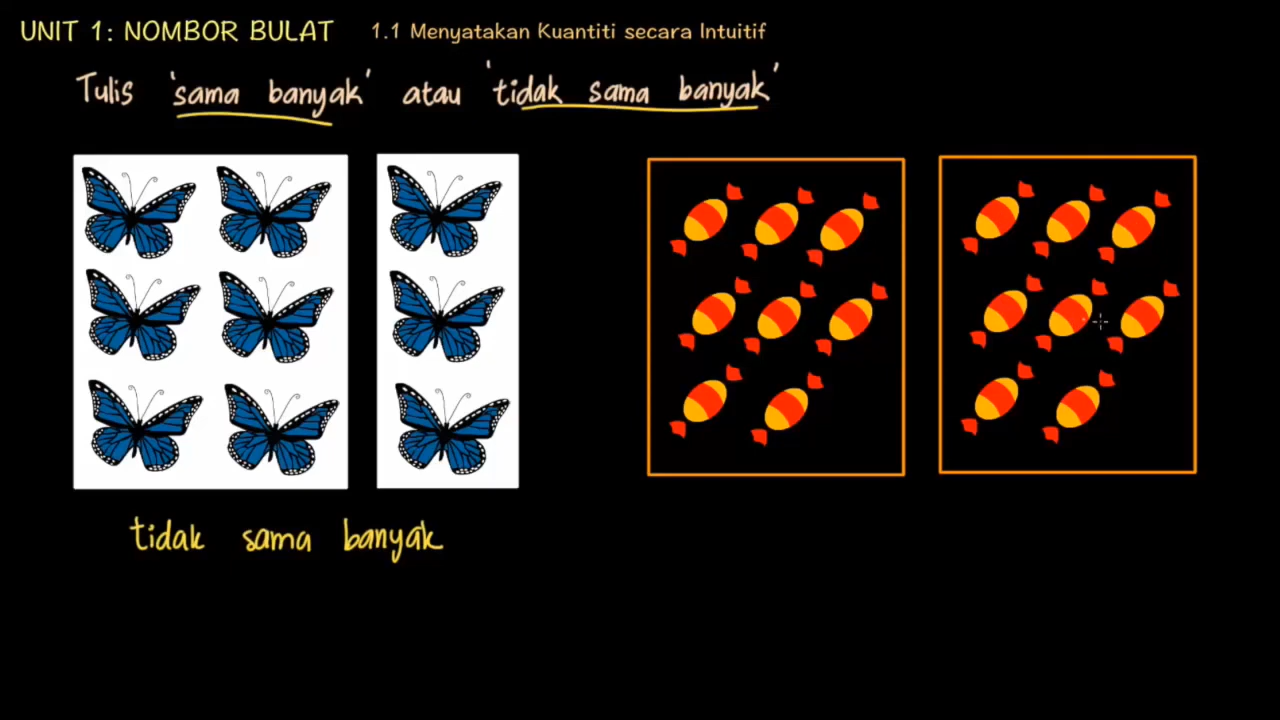 UNIT 1: NOMBOR BULAT 1.1 Menyatakan Kuantiti secara Intuitif
Tulis 'sama banyak' atau 'tidak sama banyak'
tidak sama banyak